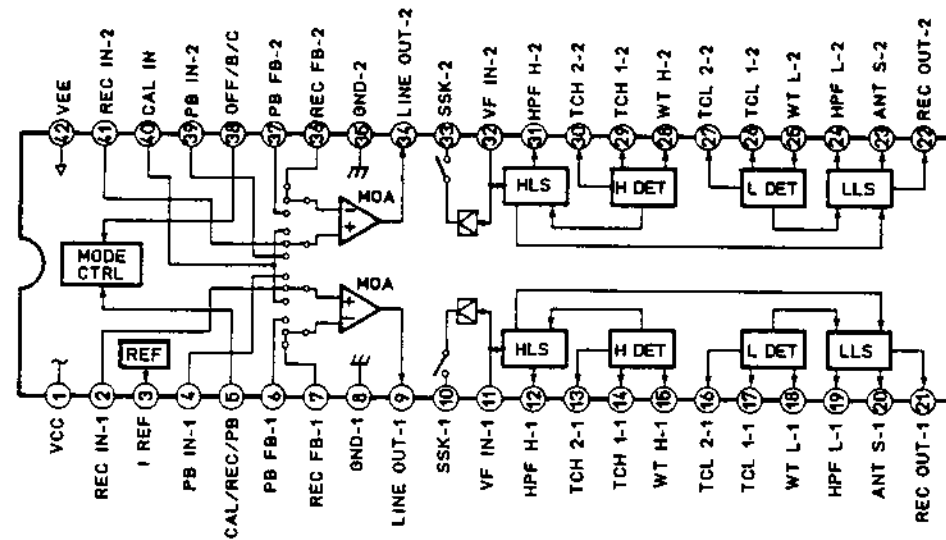 VEE
REC IN-2
CAL IN
PB IN-2
OFF/B/C
PB FB-2
REC FB-2
GND-2
LINE OUT-2
SSK-2
VF IN-2
HPF H-2
TCH 2-2
TCH 1-2
WT H-2
TCL 2-2
TCL 1-2
WT L-2
HPF L-2
ANT S-2
REC OUT-2
42
41
40
39
38
37
36
35
34
33
32
31
30
29
28
27
26
25
24
23
22
MOA
HLS
H DET
L DET
LLS
MODE
CTRL
REF
MOA
HLS
H DET
L DET
LLS
1
2
3
4
5
6
7
8
9
10
11
12
13
14
15
16
17
18
19
20
21
VCC
REC IN-1
I REF
PB IN-1
CAL/REC/PB
PB FB-1
REC FB-1
GND-1
LINE OUT-1
SSK-1
VF IN-1
HPF H-1
TCH 2-1
TCH 1-1
WT H-1
TCL 2-1
TCL 1-1
WT L-1
HPF L-1
ANT S-1
REC OUT-1